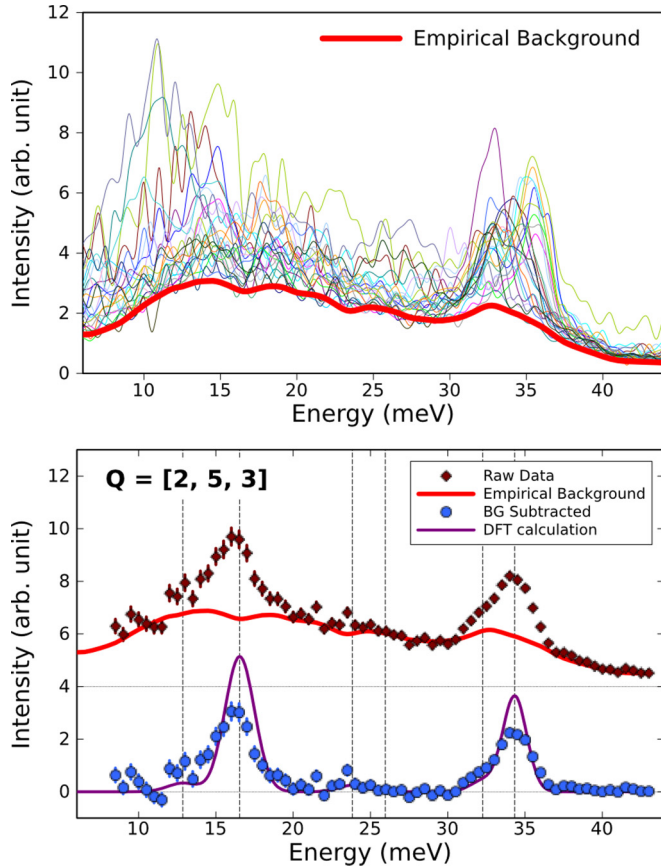 12
10
8
6
4
2
0
Intensity (arb. unit)
Empirical Background
10 15 20 25 30 35 40
Energy (meV)
12
10
8
6
4
2
0
Intensity (arb. unit)
Q = [2, 5, 3]
Raw Data
Empirical Background
BG Subtracted
DFT calculation
10 15 20 25 30 35 40
Energy (meV)